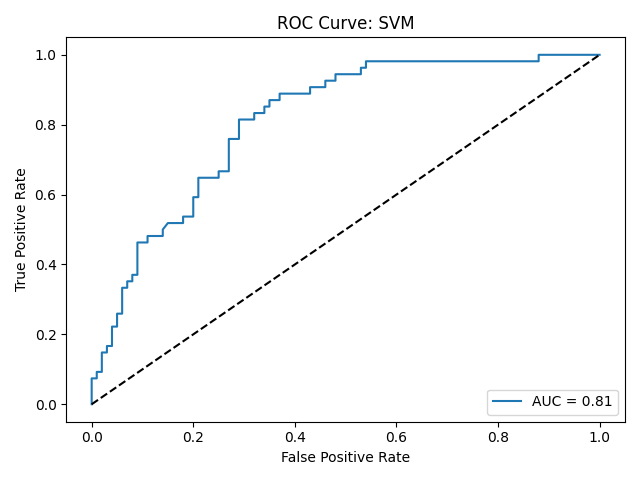 ROC Curve: SVM
True Positive Rate
1.0
0.8
0.6
0.4
0.2
0.0
AUC = 0.81
0.0 0.2 0.4 0.6 0.8 1.0
False Positive Rate